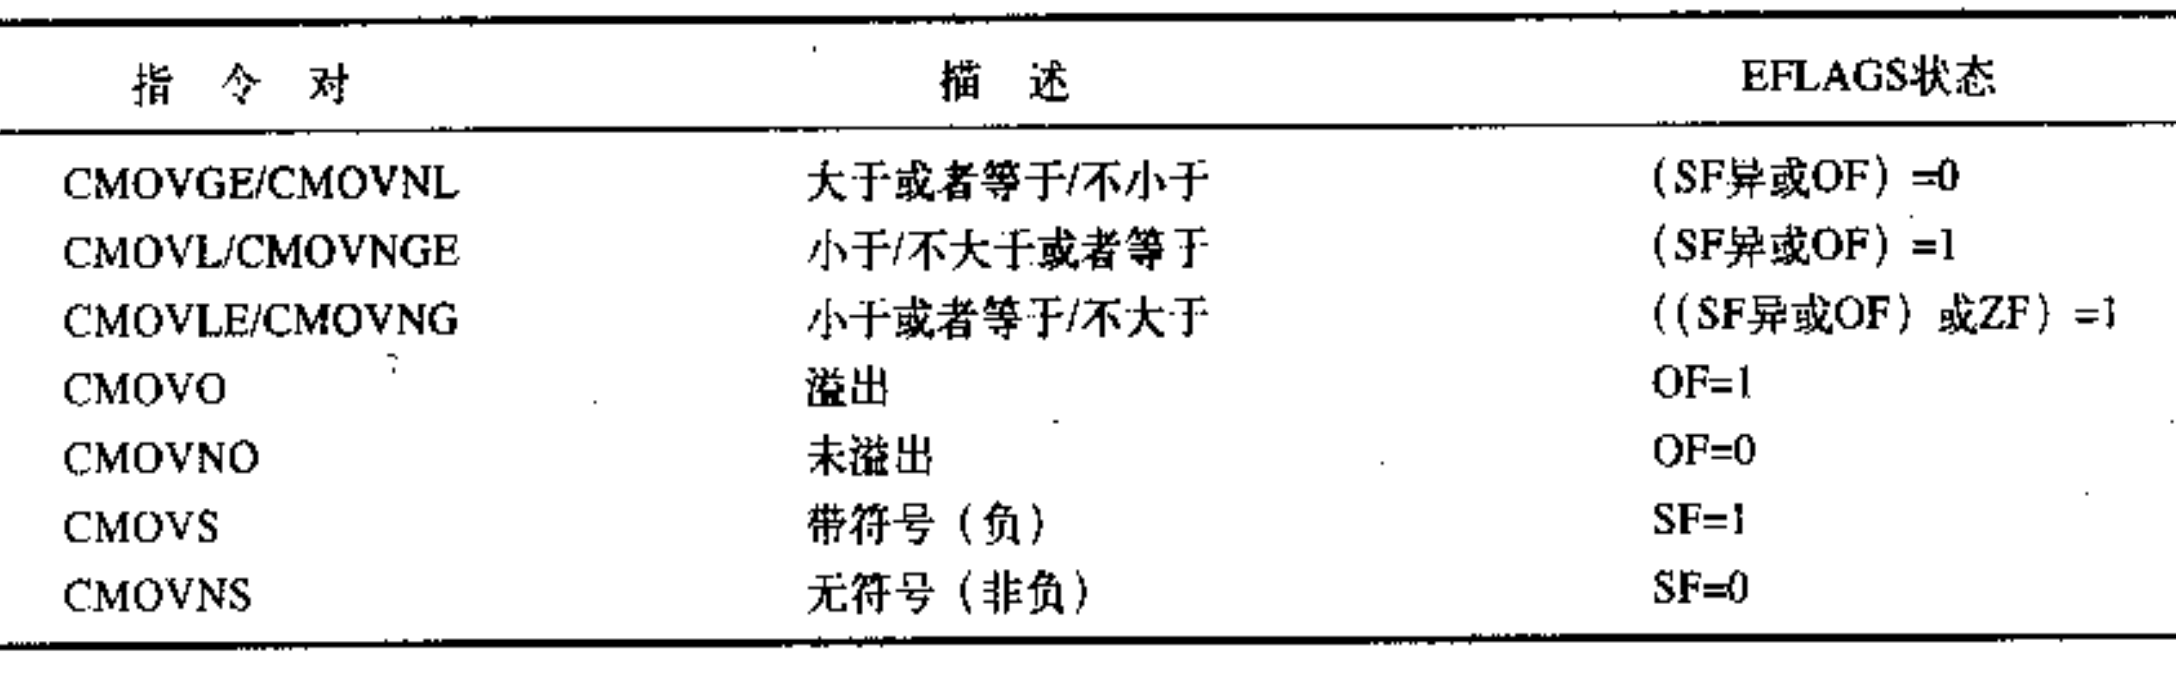 指 令 对 描 述 EFLAGS状态
CMOVGE/CMOVNL 大于或者等于/不小于 (SF异或OF) =0
CMOVL/CMOVNGE 小于/不大于或者等于 (SF异或OF) =1
CMOVLE/CMOVNG 小于或者等于/不大于 ((SF异或OF) 或ZF) =1
CMOVO 溢出 OF=1
CMOVNO 未溢出 OF=0
CMOVS 带符号 (负) SF=1
CMOVNS 无符号 (非负) SF=0